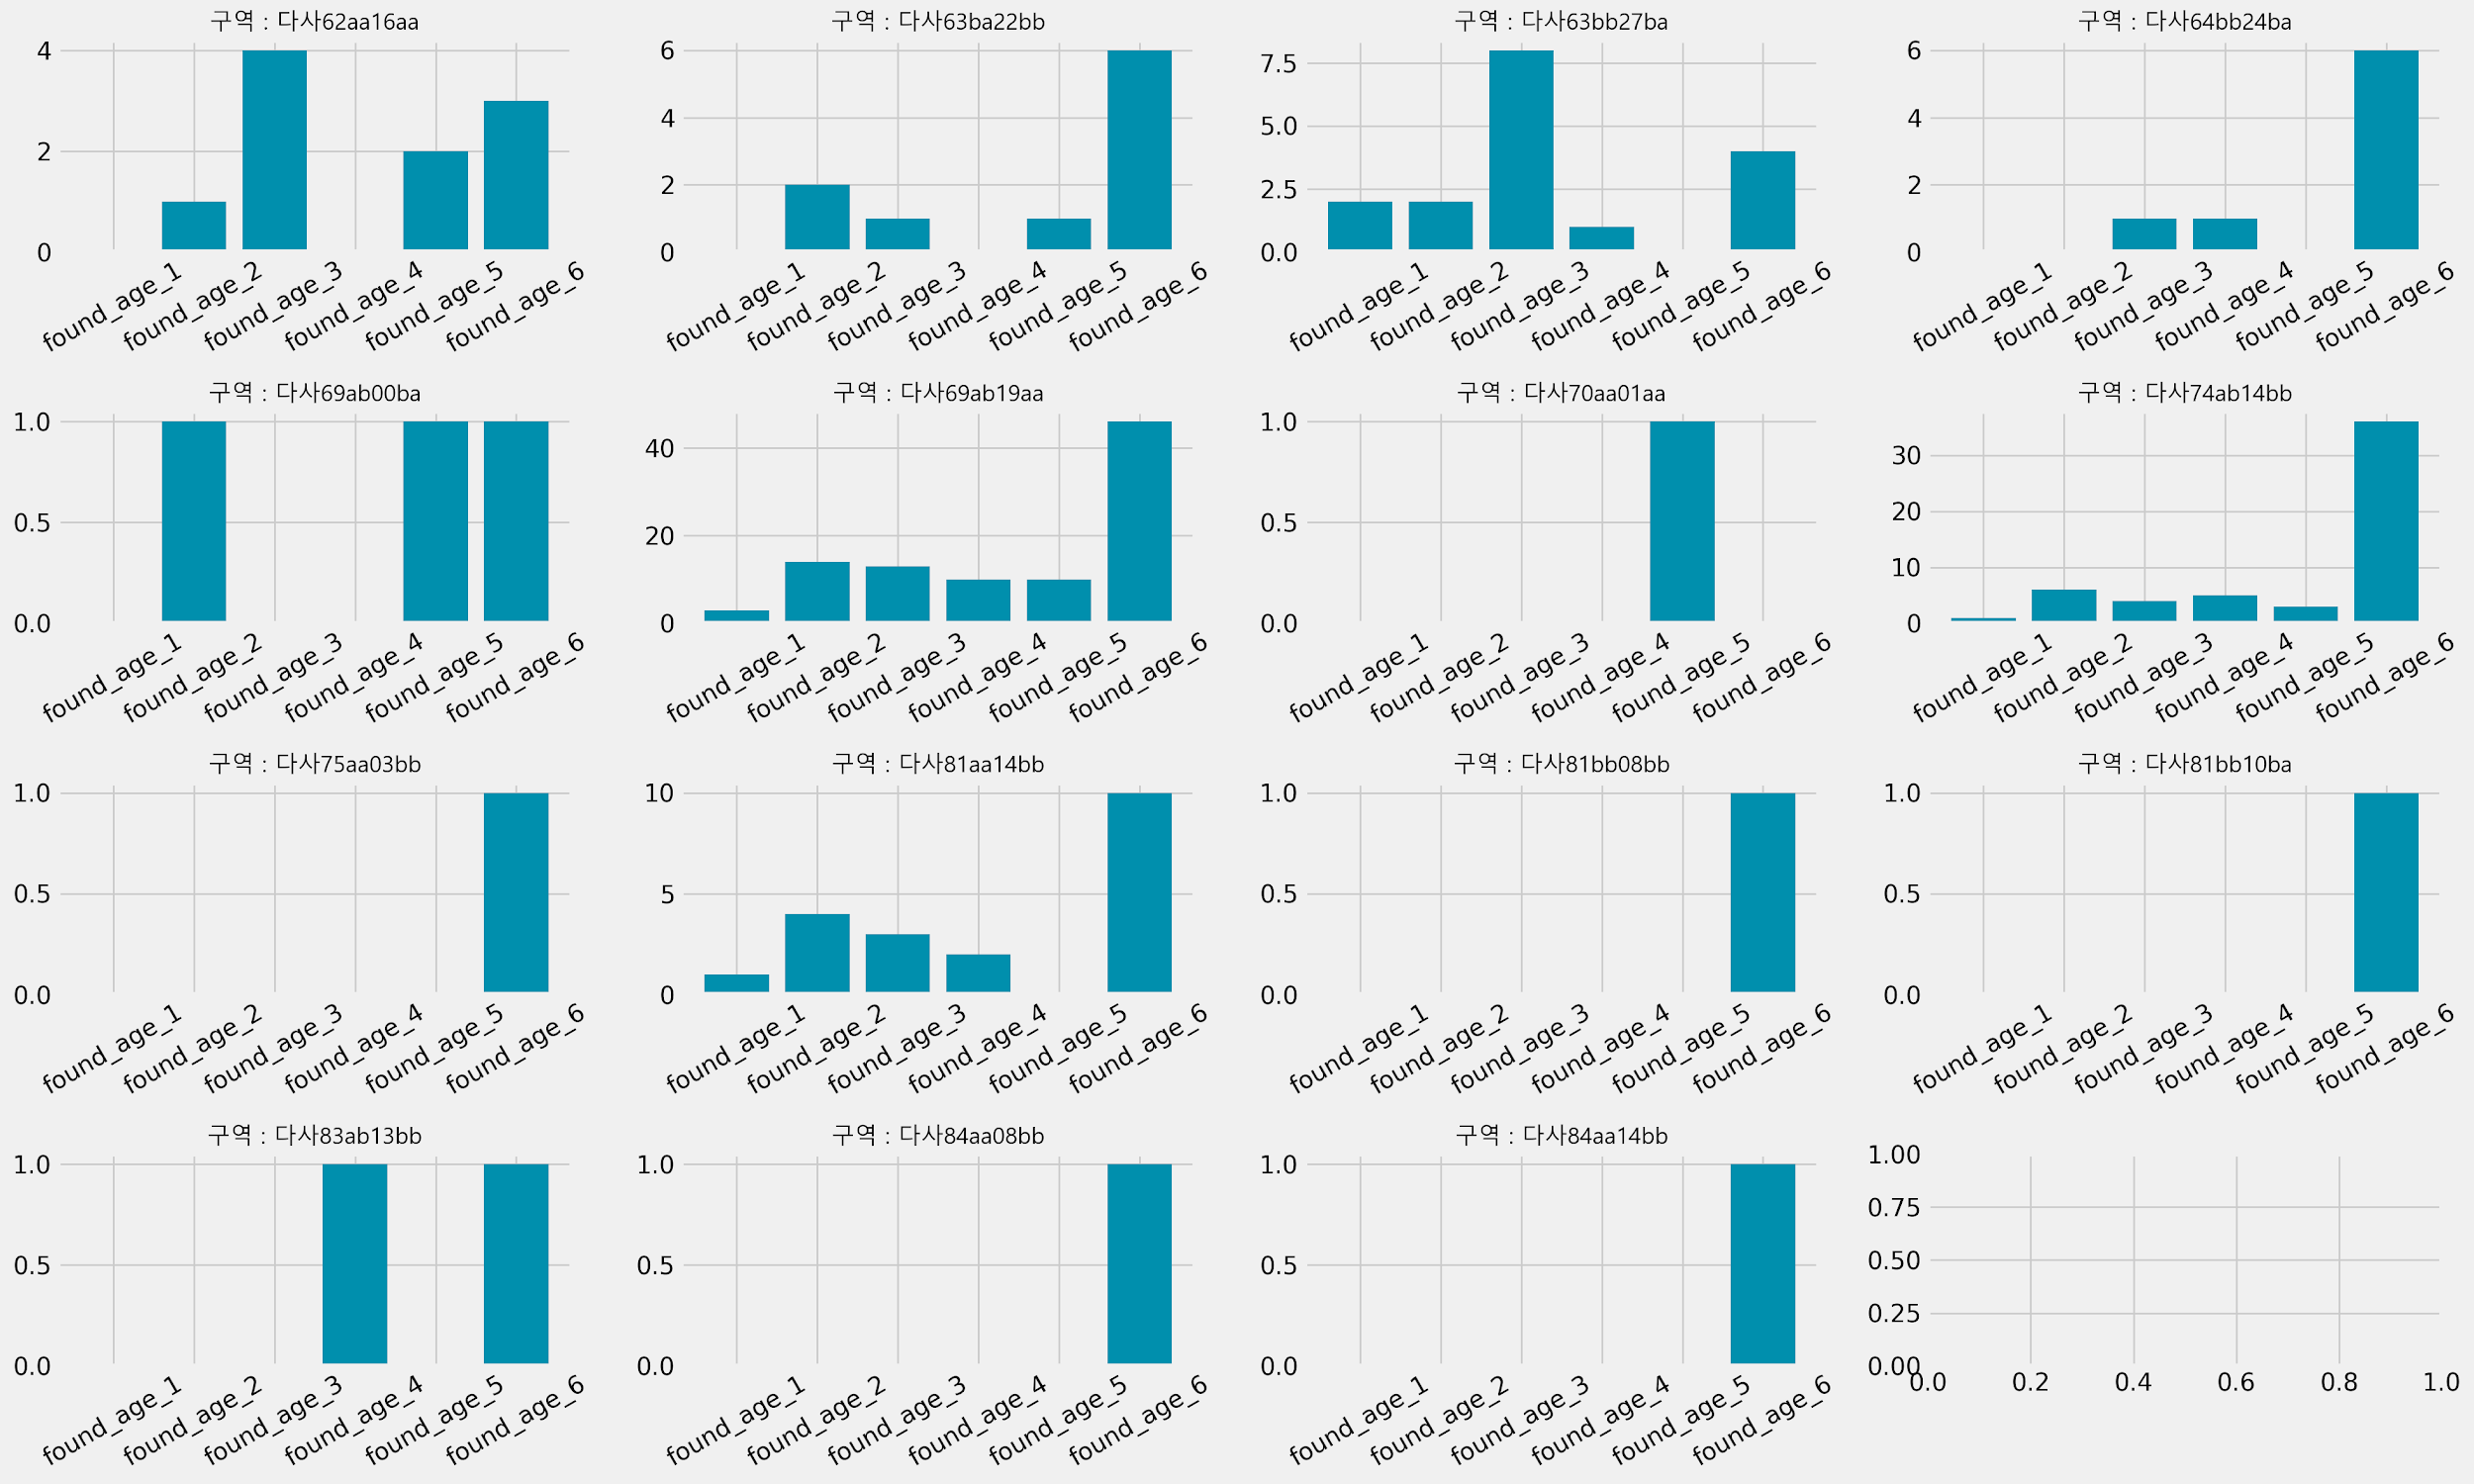 구역 : 다사62aa16aa
4
2
0
found_age_1
found_age_2
found_age_3
found_age_4
found_age_5
found_age_6
구역 : 다사63ba22bb
6
4
2
0
found_age_1
found_age_2
found_age_3
found_age_4
found_age_5
found_age_6
구역 : 다사63bb27ba
7.5
5.0
2.5
0.0
found_age_1
found_age_2
found_age_3
found_age_4
found_age_5
found_age_6
구역 : 다사64bb24ba
6
4
2
0
found_age_1
found_age_2
found_age_3
found_age_4
found_age_5
found_age_6
구역 : 다사69ab00ba
1.0
0.5
0.0
found_age_1
found_age_2
found_age_3
found_age_4
found_age_5
found_age_6
구역 : 다사69ab19aa
40
20
0
found_age_1
found_age_2
found_age_3
found_age_4
found_age_5
found_age_6
구역 : 다사70aa01aa
1.0
0.5
0.0
found_age_1
found_age_2
found_age_3
found_age_4
found_age_5
found_age_6
구역 : 다사74ab14bb
30
20
10
0
found_age_1
found_age_2
found_age_3
found_age_4
found_age_5
found_age_6
구역 : 다사75aa03bb
1.0
0.5
0.0
found_age_1
found_age_2
found_age_3
found_age_4
found_age_5
found_age_6
구역 : 다사81aa14bb
10
5
0
found_age_1
found_age_2
found_age_3
found_age_4
found_age_5
found_age_6
구역 : 다사81bb08bb
1.0
0.5
0.0
found_age_1
found_age_2
found_age_3
found_age_4
found_age_5
found_age_6
구역 : 다사81bb10ba
1.0
0.5
0.0
found_age_1
found_age_2
found_age_3
found_age_4
found_age_5
found_age_6
구역 : 다사83ab13bb
1.0
0.5
0.0
found_age_1
found_age_2
found_age_3
found_age_4
found_age_5
found_age_6
구역 : 다사84aa08bb
1.0
0.5
0.0
found_age_1
found_age_2
found_age_3
found_age_4
found_age_5
found_age_6
구역 : 다사84aa14bb
1.0
0.5
0.0
found_age_1
found_age_2
found_age_3
found_age_4
found_age_5
found_age_6
1.00
0.75
0.50
0.25
0.00
0.0 0.2 0.4 0.6 0.8 1.0